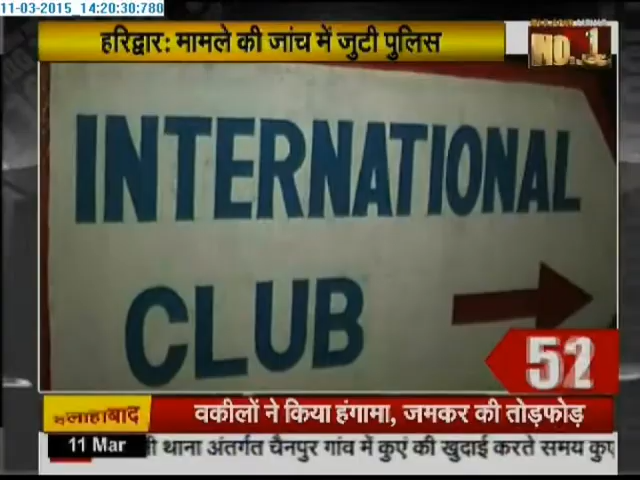 11-03-2015_14:20:30:780
हरिद्वार: मामले की जांच में जुटी पुलिस
NO. 1
INTERNATIONAL
CLUB
52
इलाहाबाद
वकीलों ने किया हंगामा, जमकर की तोड़फोड़
11 Mar
थाना अंतर्गत चैनपुर गांव में कुएं की खुदाई करते समय